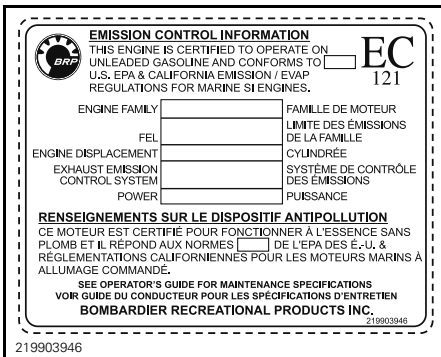 EMISSION CONTROL INFORMATION
BRP
THIS ENGINE IS CERTIFIED TO OPERATE ON
UNLEADED GASOLINE AND CONFORMS TO
U.S. EPA & CALIFORNIA EMISSION / EVAP
REGULATIONS FOR MARINE SI ENGINES.
EC
121
ENGINE FAMILY FAMILLE DE MOTEUR
FEL LIMITE DES ÉMISSIONS
DE LA FAMILLE
ENGINE DISPLACEMENT CYLINDRÉE
EXHAUST EMISSION SYSTÈME DE CONTRÔLE
CONTROL SYSTEM DES ÉMISSIONS
POWER PUISSANCE
RENSEIGNEMENTS SUR LE DISPOSITIF ANTIPOLLUTION
CE MOTEUR EST CERTIFIÉ POUR FONCTIONNER À L'ESSENCE SANS
PLOMB ET IL RÉPOND AUX NORMES DE L'EPA DES É.-U. &
RÉGLEMENTATIONS CALIFORNIENNES POUR LES MOTEURS MARINS À
ALLUMAGE COMMANDÉ.
SEE OPERATOR'S GUIDE FOR MAINTENANCE SPECIFICATIONS
VOIR GUIDE DU CONDUCTEUR POUR LES SPÉCIFICATIONS D'ENTRETIEN
BOMBARDIER RECREATIONAL PRODUCTS INC.
219903946
219903946